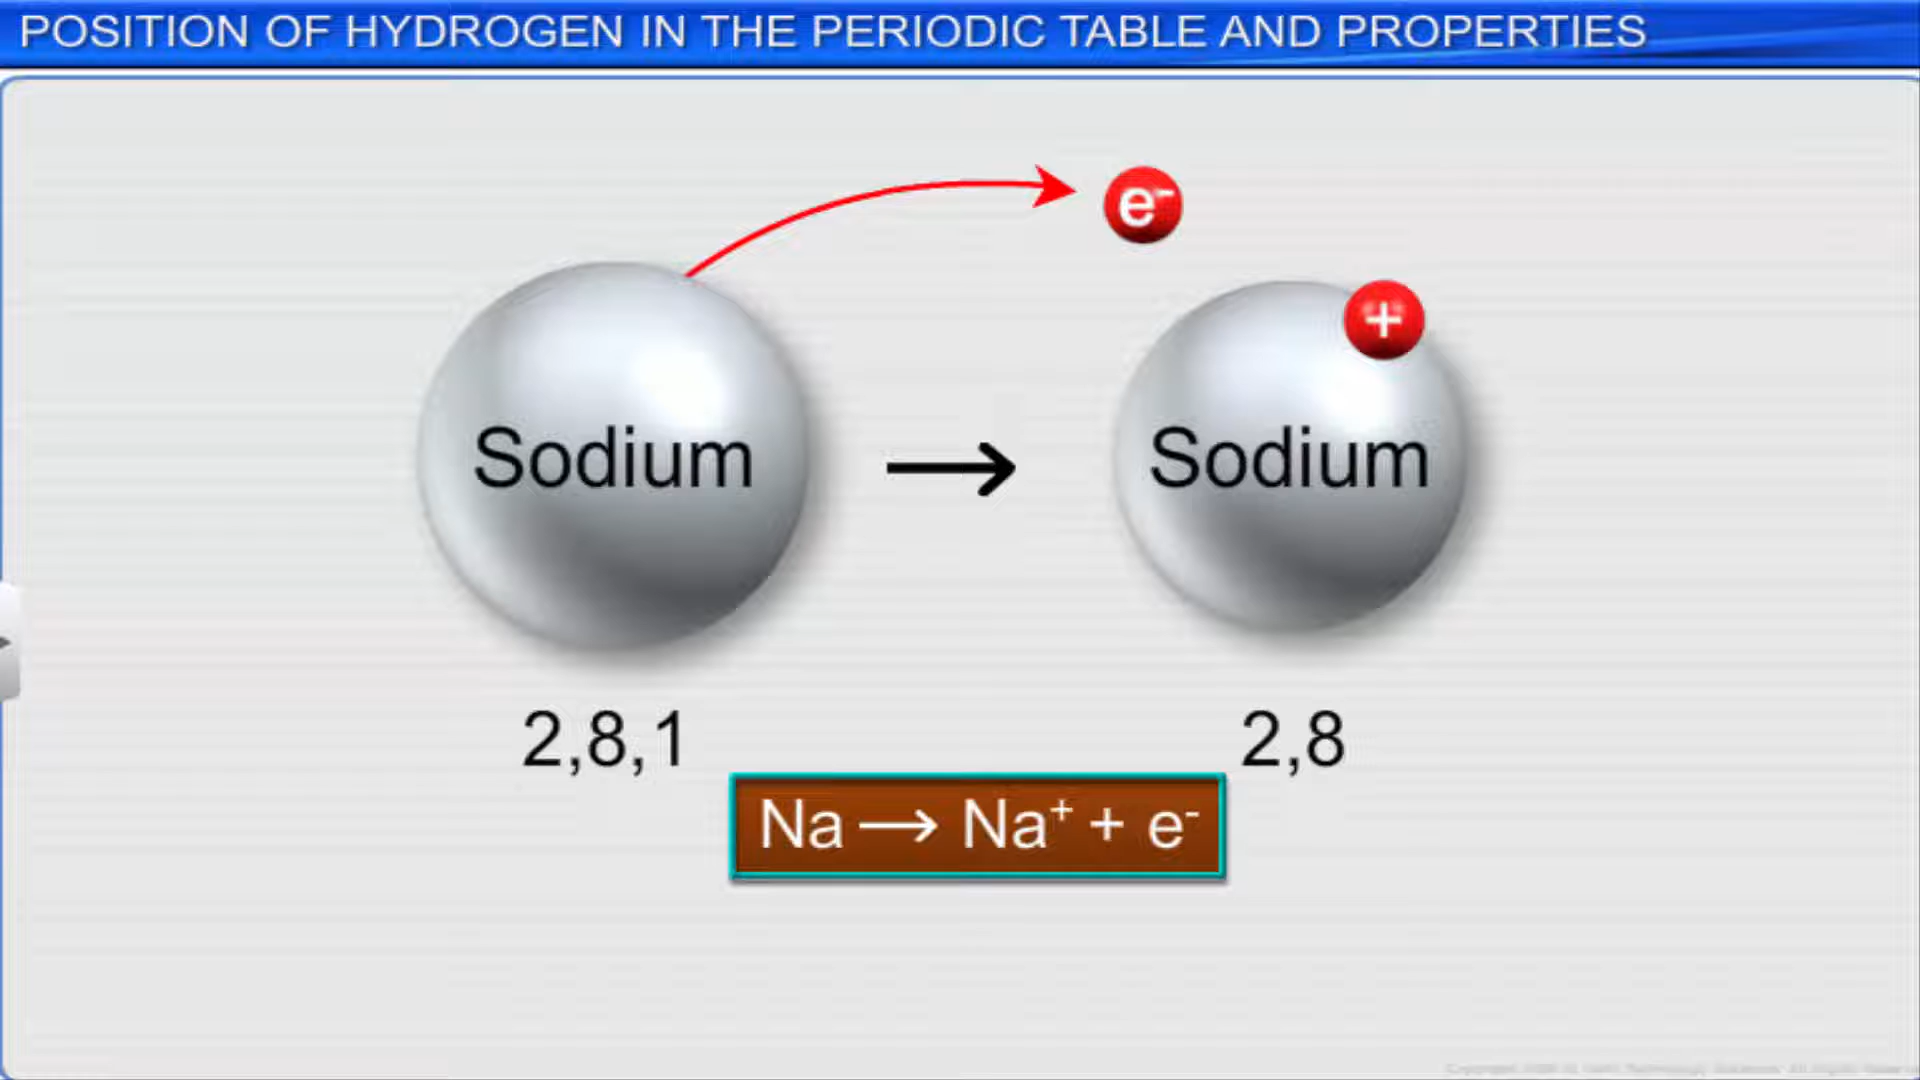 POSITION OF HYDROGEN IN THE PERIODIC TABLE AND PROPERTIES
e⁻
+
Sodium → Sodium
2,8,1 2,8
Na → Na⁺ + e⁻